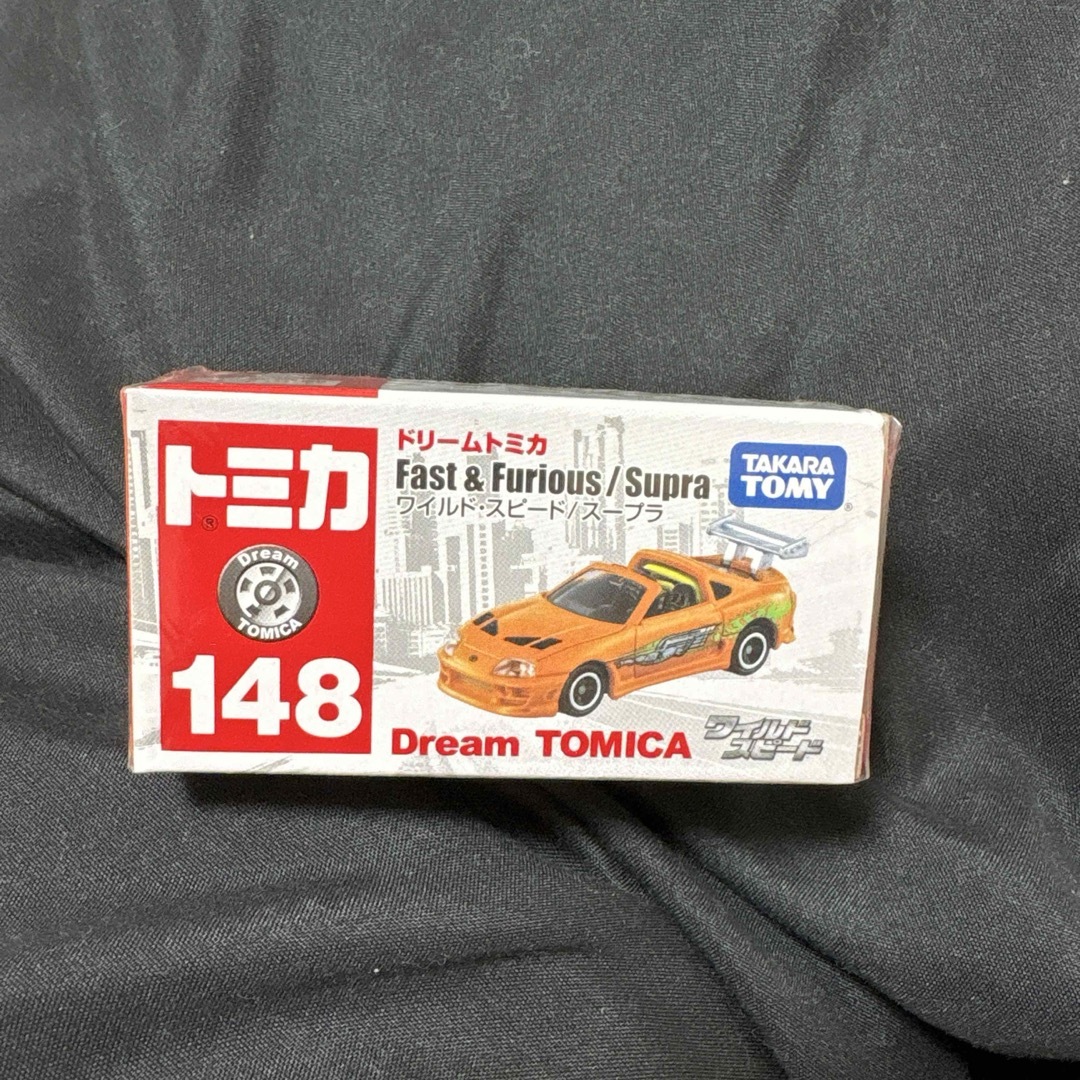 トミカ
®
Dream
TOMICA
148
ドリームトミカ
Fast & Furious / Supra
ワイルド・スピード/スープラ
TAKARA
TOMY
®
Dream TOMICA
ワイルド
スピード